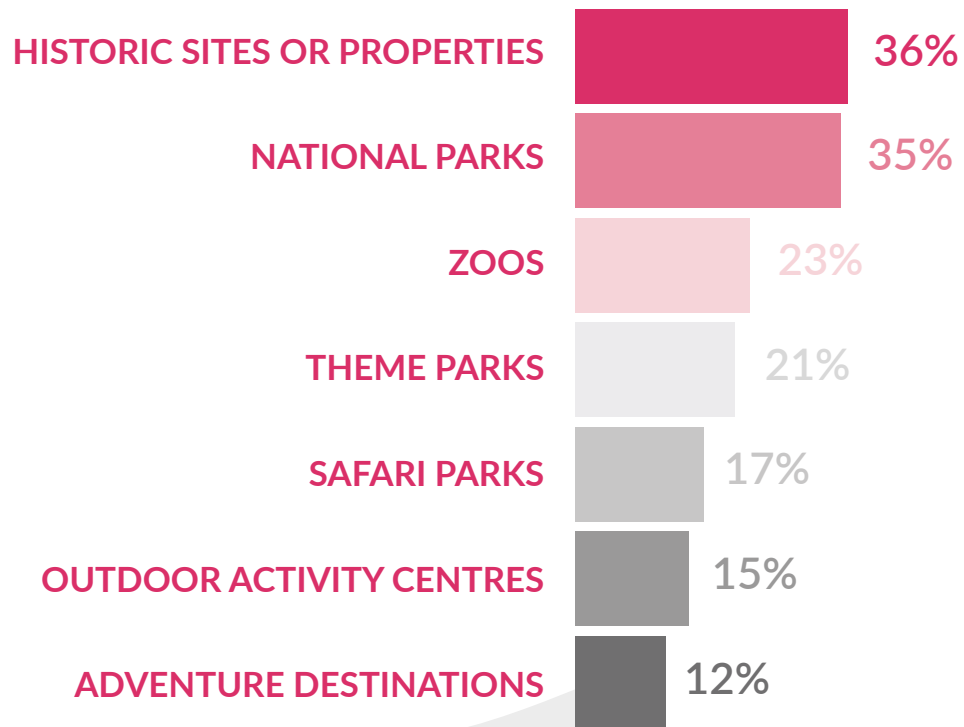 HISTORIC SITES OR PROPERTIES 36%
NATIONAL PARKS 35%
ZOOS 23%
THEME PARKS 21%
SAFARI PARKS 17%
OUTDOOR ACTIVITY CENTRES 15%
ADVENTURE DESTINATIONS 12%